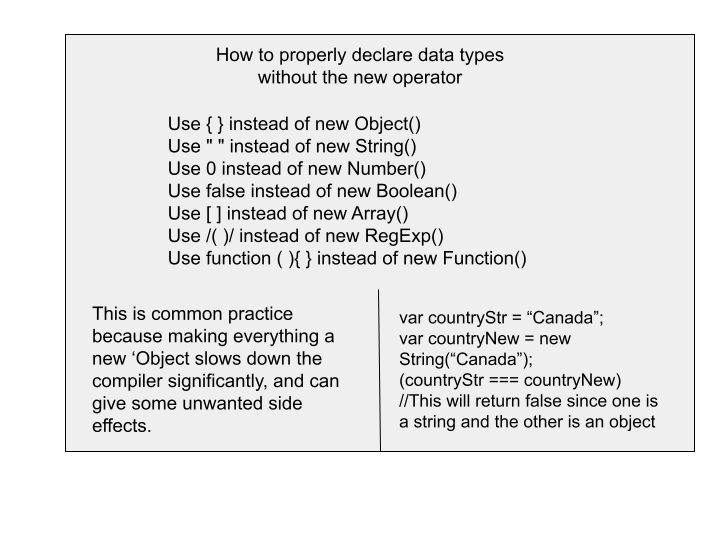 How to properly declare data types
without the new operator
Use { } instead of new Object()
Use " " instead of new String()
Use 0 instead of new Number()
Use false instead of new Boolean()
Use [ ] instead of new Array()
Use /( )/ instead of new RegExp()
Use function ( ){ } instead of new Function()
This is common practice
because making everything a
new ‘Object slows down the
compiler significantly, and can
give some unwanted side
effects.
var countryStr = “Canada”;
var countryNew = new
String(“Canada”);
(countryStr === countryNew)
//This will return false since one is
a string and the other is an object